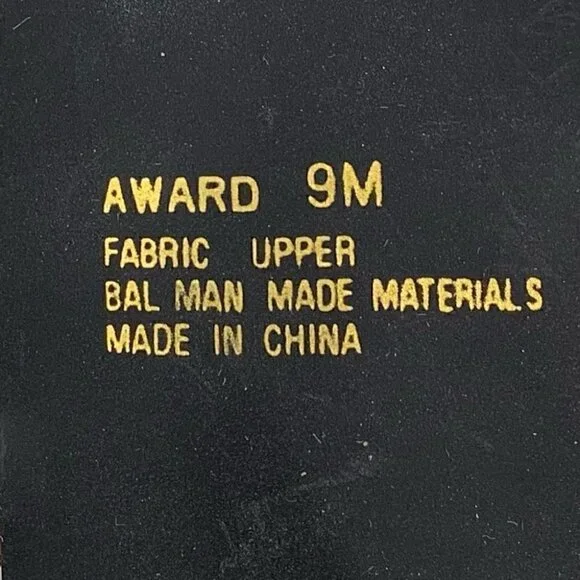 AWARD 9M
FABRIC UPPER
BAL MAN MADE MATERIALS
MADE IN CHINA